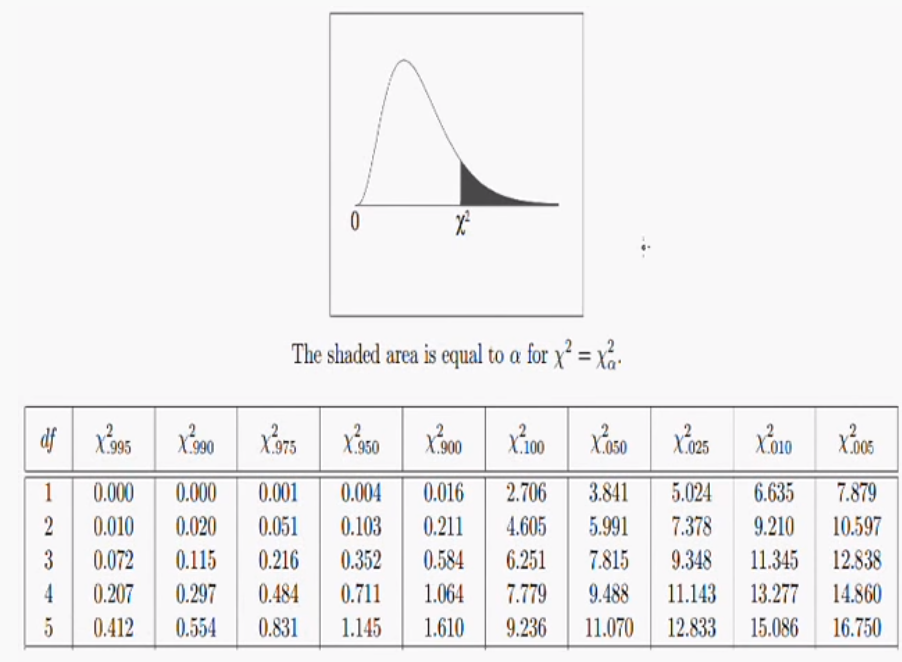 0 χ²
The shaded area is equal to α for χ² = χ²α.
df χ².995 χ².990 χ².975 χ².950 χ².900 χ².100 χ².050 χ².025 χ².010 χ².005
1 0.000 0.000 0.001 0.004 0.016 2.706 3.841 5.024 6.635 7.879
2 0.010 0.020 0.051 0.103 0.211 4.605 5.991 7.378 9.210 10.597
3 0.072 0.115 0.216 0.352 0.584 6.251 7.815 9.348 11.345 12.838
4 0.207 0.297 0.484 0.711 1.064 7.779 9.488 11.143 13.277 14.860
5 0.412 0.554 0.831 1.145 1.610 9.236 11.070 12.833 15.086 16.750